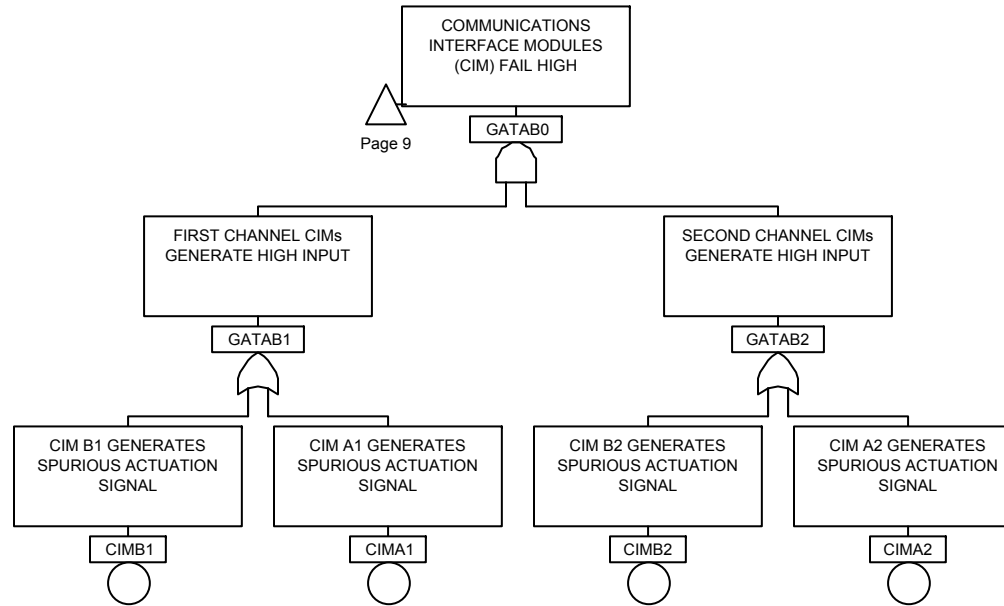 COMMUNICATIONS
INTERFACE MODULES
(CIM) FAIL HIGH
Page 9
GATAB0
FIRST CHANNEL CIMs
GENERATE HIGH INPUT
SECOND CHANNEL CIMs
GENERATE HIGH INPUT
GATAB1
GATAB2
CIM B1 GENERATES
SPURIOUS ACTUATION
SIGNAL
CIM A1 GENERATES
SPURIOUS ACTUATION
SIGNAL
CIM B2 GENERATES
SPURIOUS ACTUATION
SIGNAL
CIM A2 GENERATES
SPURIOUS ACTUATION
SIGNAL
CIMB1
CIMA1
CIMB2
CIMA2